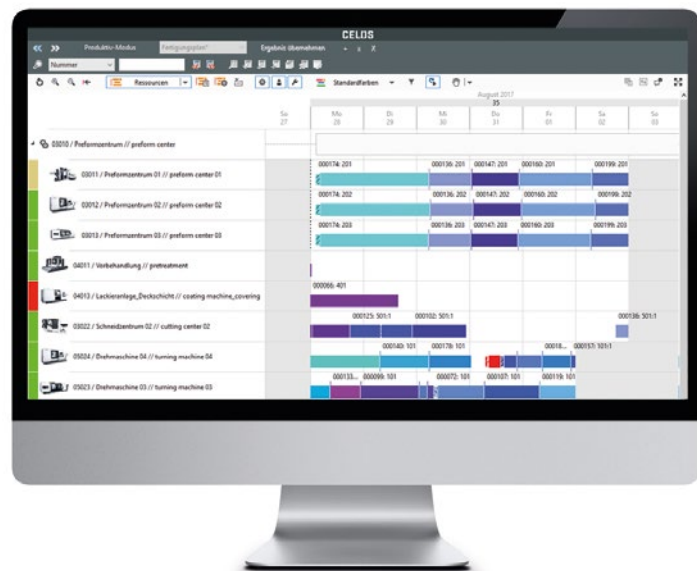 CELOS
Produktiv-Modus Fertigungsplan* Ergebnis übernehmen
Nummer
Ressourcen Standardfarben
August 2017
35
Sa Mo Di Mi Do Fr Sa So
27 28 29 30 31 01 02 03
03010 / Preformzentrum // preform center
000174: 201 000136: 201 000147: 201 000160: 201 000199: 201
03011 / Preformzentrum 01 // preform center 01
000174: 202 000136: 202 000147: 202 000160: 202 000199: 202
03012 / Preformzentrum 02 // preform center 02
000174: 203 000136: 203 000147: 203 000160: 203 000199: 203
03013 / Preformzentrum 03 // preform center 03
04011 / Vorbehandlung // pretreatment
000066: 401
04013 / Lackieranlage_Deckschicht // coating machine_covering
000125: 501:1 000102: 501:1 000136: 501:1
03022 / Schneidzentrum 02 // cutting center 02
000140: 101 000178: 101 00018... 000157: 101:1
05024 / Drehmaschine 04 // turning machine 04
000133... 000099: 101 000072: 101 000107: 101 000119: 101
05023 / Drehmaschine 03 // turning machine 03